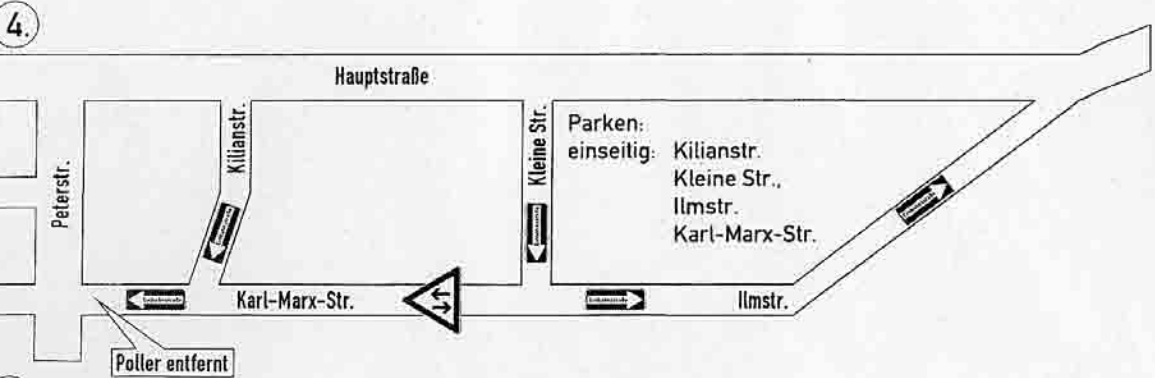 4.
Hauptstraße
Peterstr.
Kilianstr.
Kleine Str.
Parken:
einseitig: Kilianstr.
Kleine Str.,
Ilmstr.
Karl-Marx-Str.
Karl-Marx-Str.
Ilmstr.
Poller entfernt